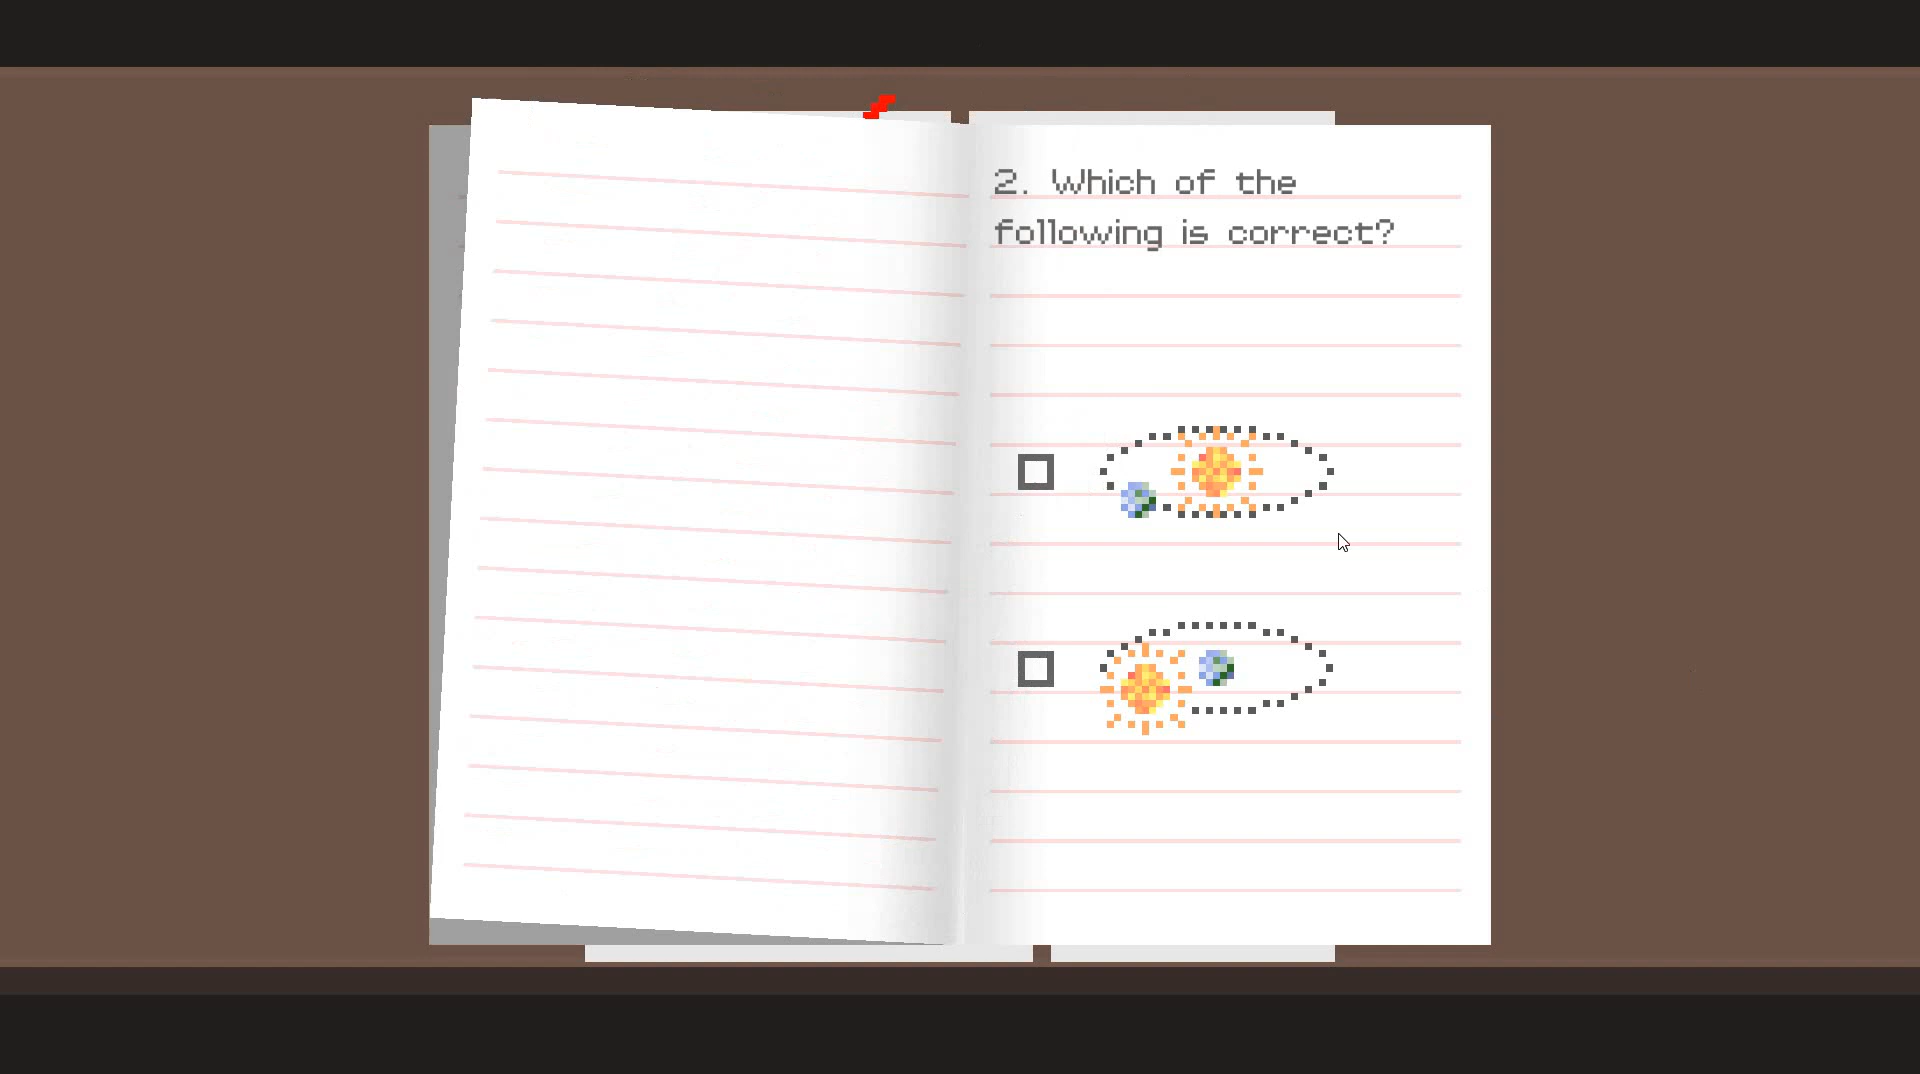 2. Which of the
following is correct?